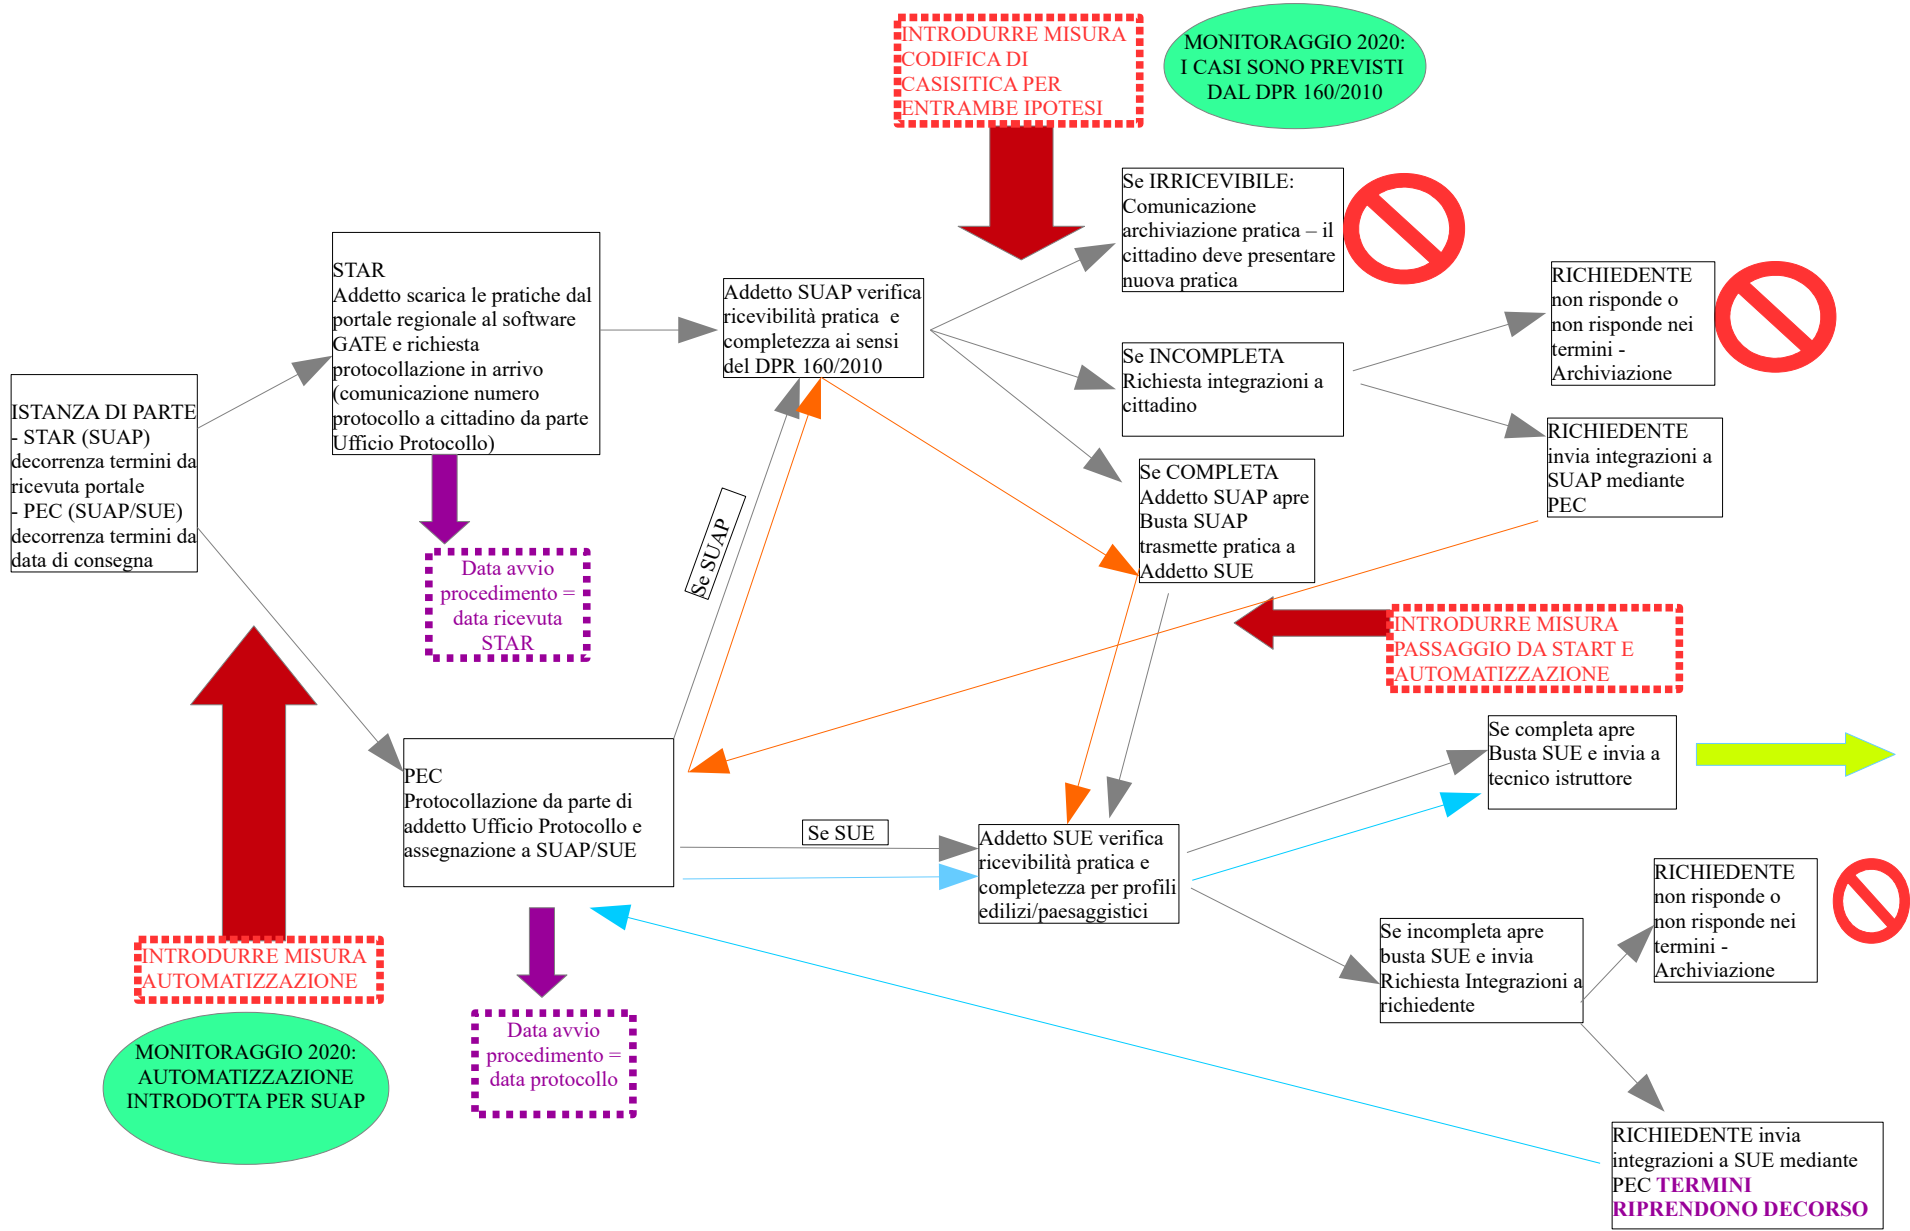 INTRODURRE MISURA
CODIFICA DI
CASISITICA PER
ENTRAMBE IPOTESI
MONITORAGGIO 2020:
I CASI SONO PREVISTI
DAL DPR 160/2010
Se IRRICEVIBILE:
Comunicazione
archiviazione pratica – il
cittadino deve presentare
nuova pratica
STAR
Addetto scarica le pratiche dal
portale regionale al software
GATE e richiesta
protocollazione in arrivo
(comunicazione numero
protocollo a cittadino da parte
Ufficio Protocollo)
Addetto SUAP verifica
ricevibilità pratica e
completezza ai sensi
del DPR 160/2010
RICHIEDENTE
non risponde o
non risponde nei
termini -
Archiviazione
Se INCOMPLETA
Richiesta integrazioni a
cittadino
ISTANZA DI PARTE
- STAR (SUAP)
decorrenza termini da
ricevuta portale
- PEC (SUAP/SUE)
decorrenza termini da
data di consegna
RICHIEDENTE
invia integrazioni a
SUAP mediante
PEC
Se COMPLETA
Addetto SUAP apre
Busta SUAP
trasmette pratica a
Addetto SUE
Se SUAP
Data avvio
procedimento =
data ricevuta
STAR
INTRODURRE MISURA
PASSAGGIO DA START E
AUTOMATIZZAZIONE
PEC
Protocollazione da parte di
addetto Ufficio Protocollo e
assegnazione a SUAP/SUE
Se SUE
Addetto SUE verifica
ricevibilità pratica e
completezza per profili
edilizi/paesaggistici
Se completa apre
Busta SUE e invia a
tecnico istruttore
RICHIEDENTE
non risponde o
non risponde nei
termini -
Archiviazione
Se incompleta apre
busta SUE e invia
Richiesta Integrazioni a
richiedente
INTRODURRE MISURA
AUTOMATIZZAZIONE
MONITORAGGIO 2020:
AUTOMATIZZAZIONE
INTRODOTTA PER SUAP
Data avvio
procedimento =
data protocollo
RICHIEDENTE invia
integrazioni a SUE mediante
PEC TERMINI
RIPRENDONO DECORSO